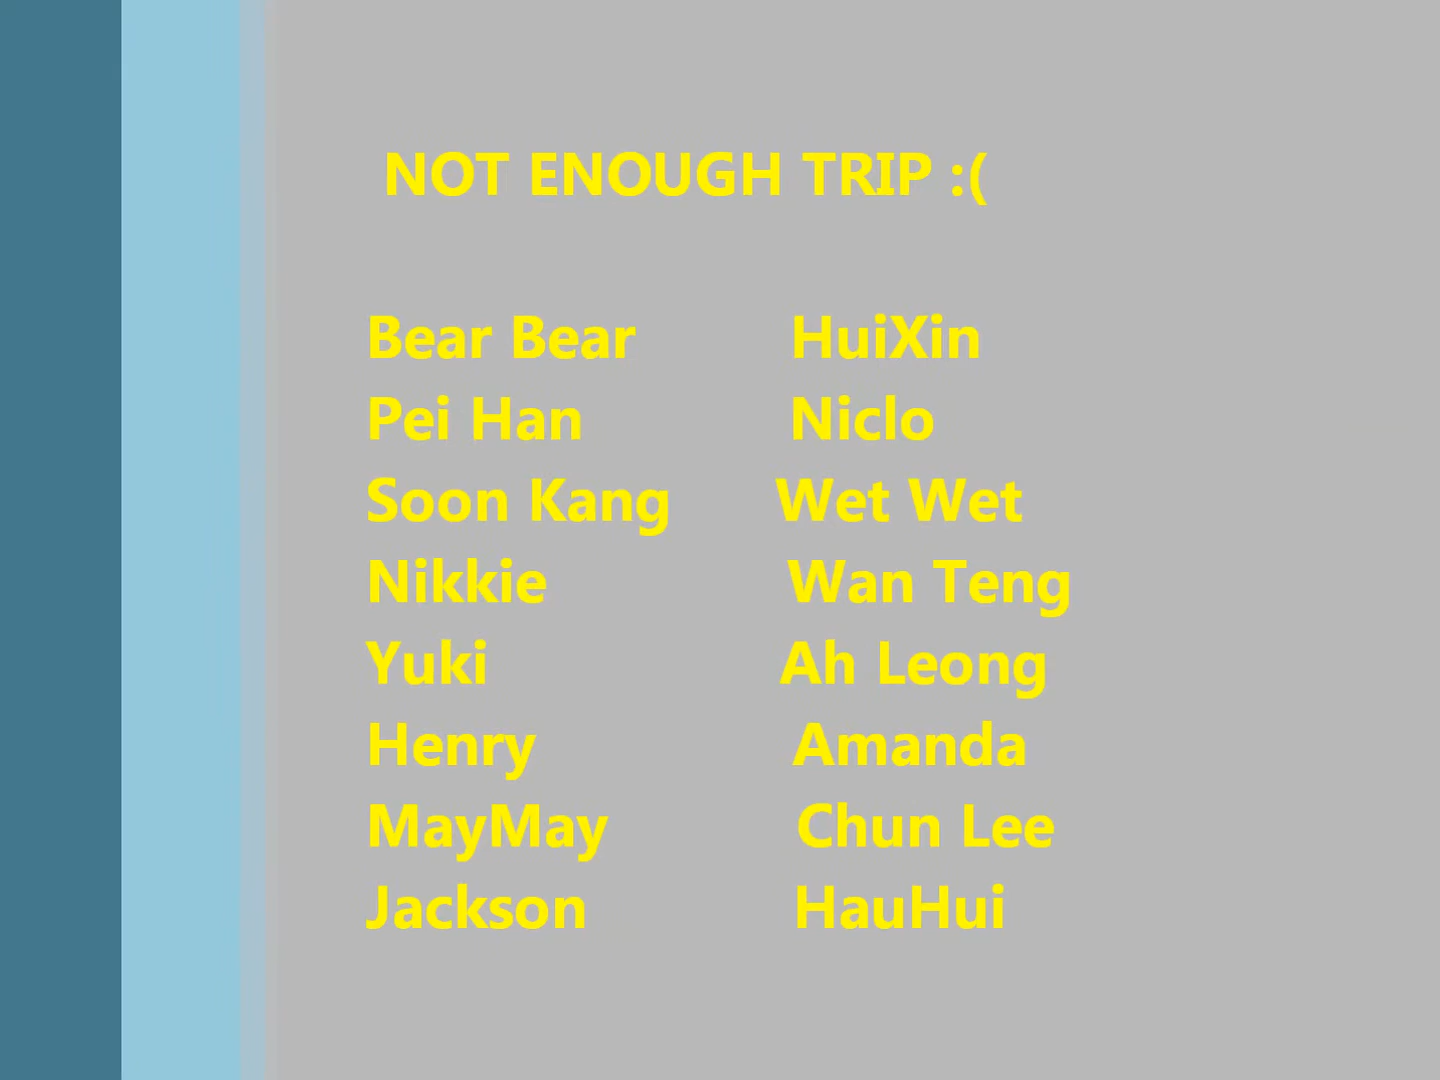 NOT ENOUGH TRIP :(
Bear Bear HuiXin
Pei Han Niclo
Soon Kang Wet Wet
Nikkie Wan Teng
Yuki Ah Leong
Henry Amanda
MayMay Chun Lee
Jackson HauHui